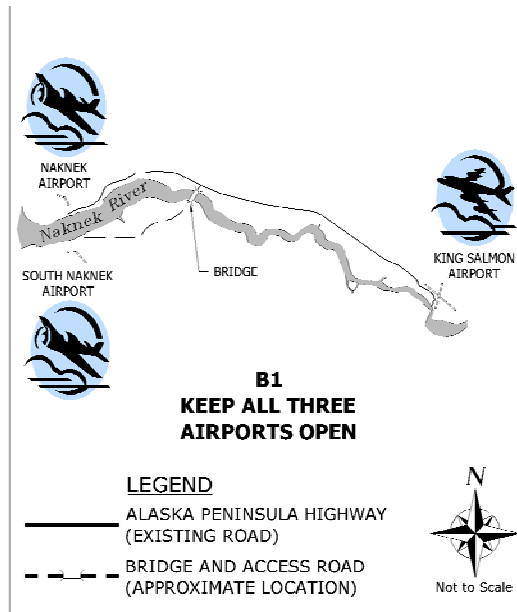 NAKNEK
AIRPORT
Naknek River
KING SALMON
AIRPORT
SOUTH NAKNEK
AIRPORT
BRIDGE
B1
KEEP ALL THREE
AIRPORTS OPEN
LEGEND
ALASKA PENINSULA HIGHWAY
(EXISTING ROAD)
BRIDGE AND ACCESS ROAD
(APPROXIMATE LOCATION)
N
Not to Scale